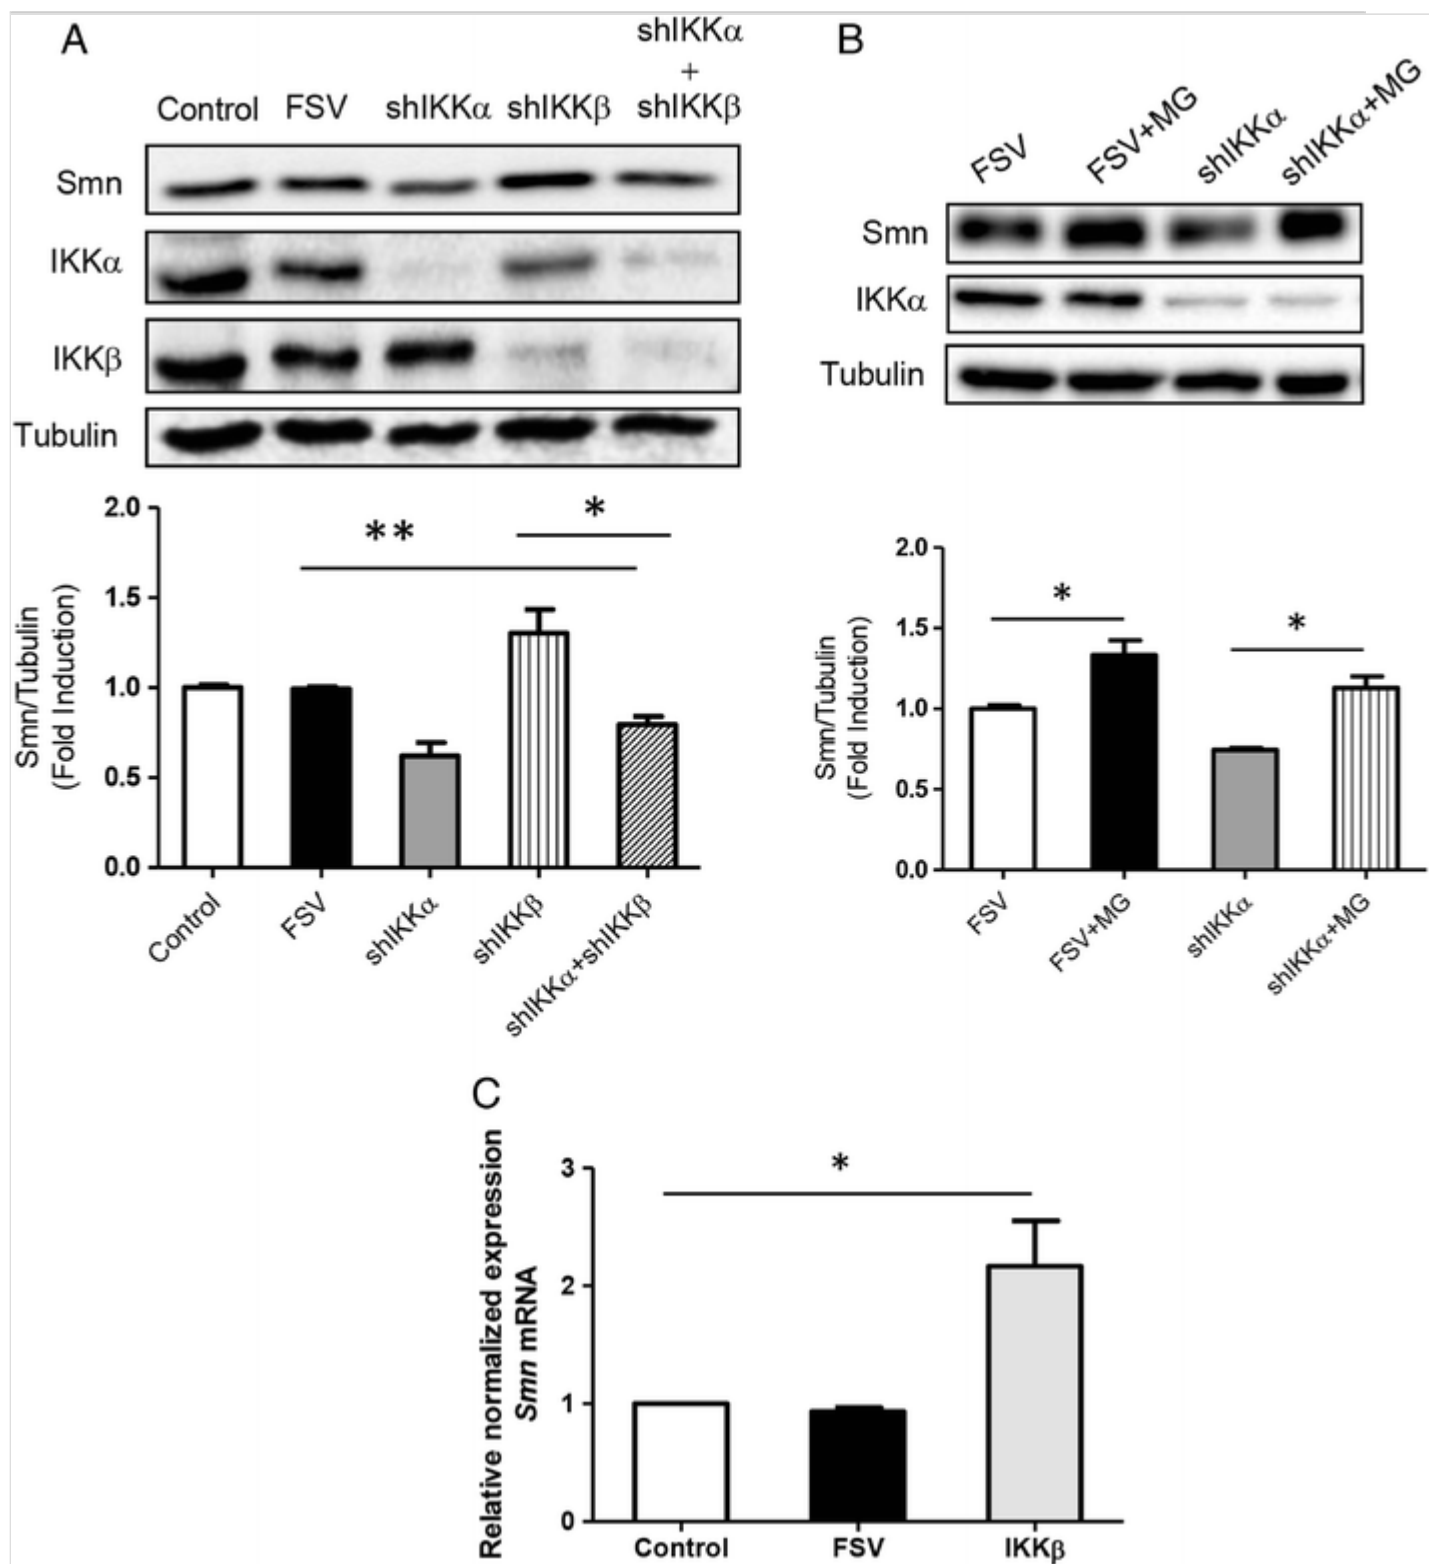 A
Control FSV shIKKα shIKKβ shIKKα + shIKKβ
Smn
IKKα
IKKβ
Tubulin
2.0
1.5
1.0
0.5
0.0
Smn/Tubulin
(Fold Induction)
**
*
Control FSV shIKKα shIKKβ shIKKα+shIKKβ
B
FSV FSV+MG shIKKα shIKKα+MG
Smn
IKKα
Tubulin
2.0
1.5
1.0
0.5
0.0
Smn/Tubulin
(Fold Induction)
*
*
FSV FSV+MG shIKKα shIKKα+MG
C
Relative normalized expression
Smn mRNA
3
2
1
0
*
Control FSV IKKβ